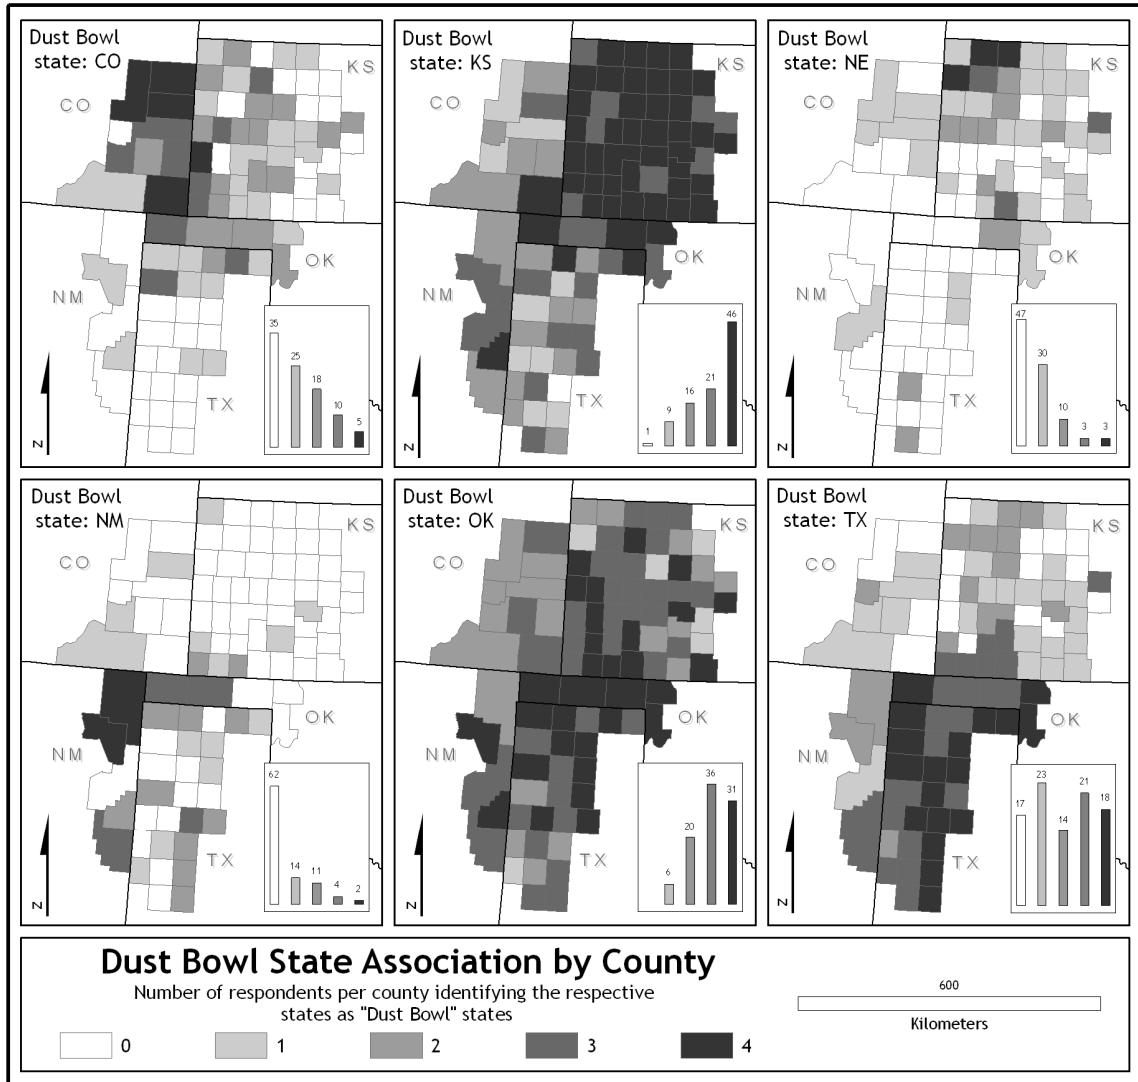 Dust Bowl
state: CO
KS
CO
OK
NM
TX
35
25
18
10
5
N
Dust Bowl
state: KS
KS
CO
OK
NM
TX
46
21
16
9
1
N
Dust Bowl
state: NE
KS
CO
OK
NM
TX
47
30
10
3
3
N
Dust Bowl
state: NM
KS
CO
OK
NM
TX
62
14
11
4
2
N
Dust Bowl
state: OK
KS
CO
OK
NM
TX
36
31
20
6
N
Dust Bowl
state: TX
KS
CO
OK
NM
TX
23
21
17
18
14
N
Dust Bowl State Association by County
Number of respondents per county identifying the respective
states as "Dust Bowl" states
0
1
2
3
4
600
Kilometers